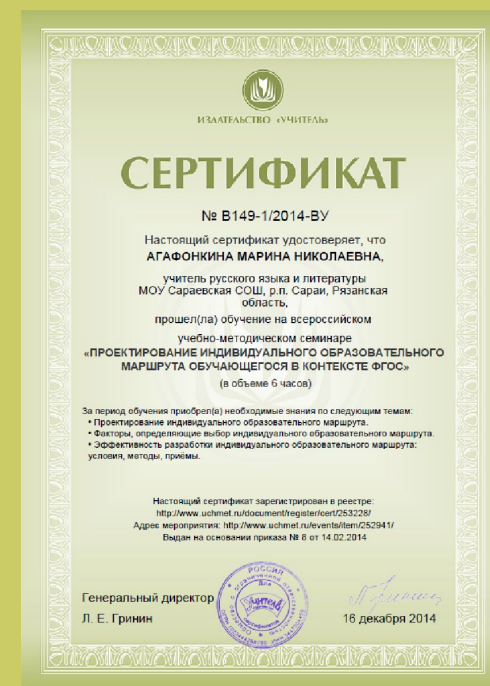 ИЗДАТЕЛЬСТВО «УЧИТЕЛЬ»
СЕРТИФИКАТ
№ В149-1/2014-ВУ
Настоящий сертификат удостоверяет, что
АГАФОНКИНА МАРИНА НИКОЛАЕВНА,
учитель русского языка и литературы
МОУ Сараевская СОШ, р.п. Сараи, Рязанская
область,
прошел(ла) обучение на всероссийском
учебно-методическом семинаре
«ПРОЕКТИРОВАНИЕ ИНДИВИДУАЛЬНОГО ОБРАЗОВАТЕЛЬНОГО
МАРШРУТА ОБУЧАЮЩЕГОСЯ В КОНТЕКСТЕ ФГОС»
(в объеме 6 часов)
За период обучения приобрел(а) необходимые знания по следующим темам:
• Проектирование индивидуального образовательного маршрута.
• Факторы, определяющие выбор индивидуального образовательного маршрута.
• Эффективность разработки индивидуального образовательного маршрута:
условия, методы, приёмы.
Настоящий сертификат зарегистрирован в реестре:
http://www.uchmet.ru/document/register/cert/253228/
Адрес мероприятия: http://www.uchmet.ru/events/item/252941/
Выдан на основании приказа № 8 от 14.02.2014
РОССИЯ
Для
УЧИТЕЛЬ
сертификатов
Генеральный директор
Л. Е. Гринин
16 декабря 2014